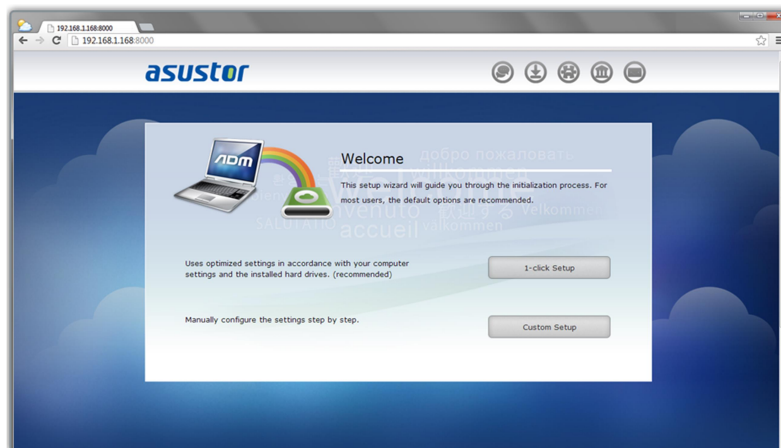 192.168.1.168:8000
192.168.1.168:8000
asustor
ADM
Welcome
добро пожаловать
välkommen
This setup wizard will guide you through the initialization process. For
most users, the default options are recommended.
accueil
valkommen
Uses optimized settings in accordance with your computer
settings and the installed hard drives. (recommended)
1-click Setup
Manually configure the settings step by step.
Custom Setup